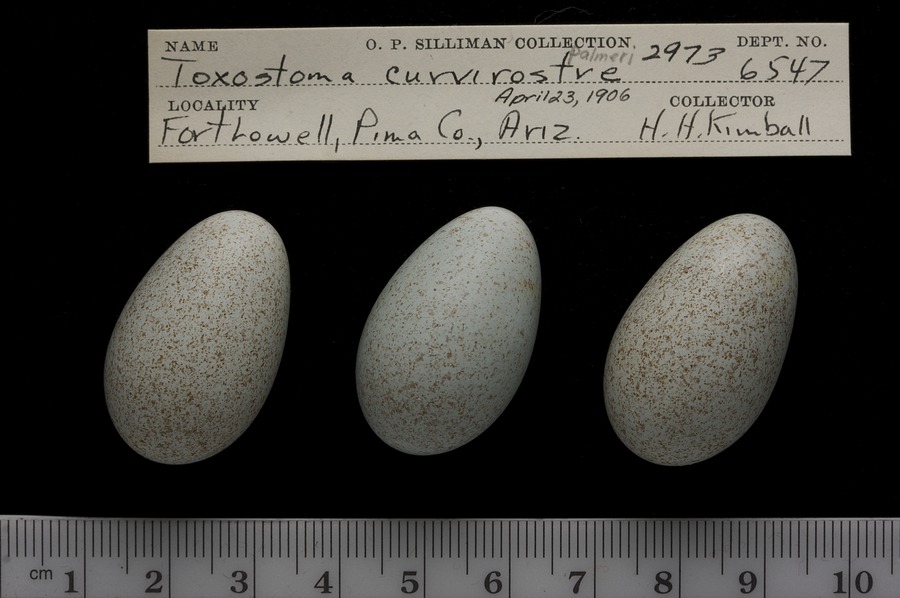 NAME O. P. SILLIMAN COLLECTION. DEPT. NO.
palmeri
Toxostoma curvirostre 2973 6547
LOCALITY April 23, 1906 COLLECTOR
Fort Lowell, Pima Co., Ariz. H. H. Kimball
cm 1 2 3 4 5 6 7 8 9 10